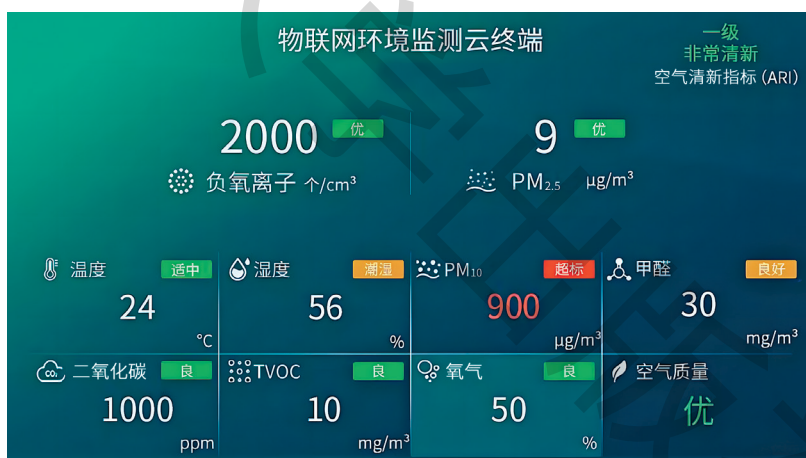 物联网环境监测云终端
一级
非常清新
空气清新指标 (ARI)
2000 优
负氧离子 个/cm³
9 优
PM2.5 μg/m³
温度 适中
24
℃
湿度 潮湿
56
%
PM10 超标
900
μg/m³
甲醛 良好
30
mg/m³
二氧化碳 良
1000
ppm
TVOC 良
10
mg/m³
氧气 良
50
%
空气质量
优